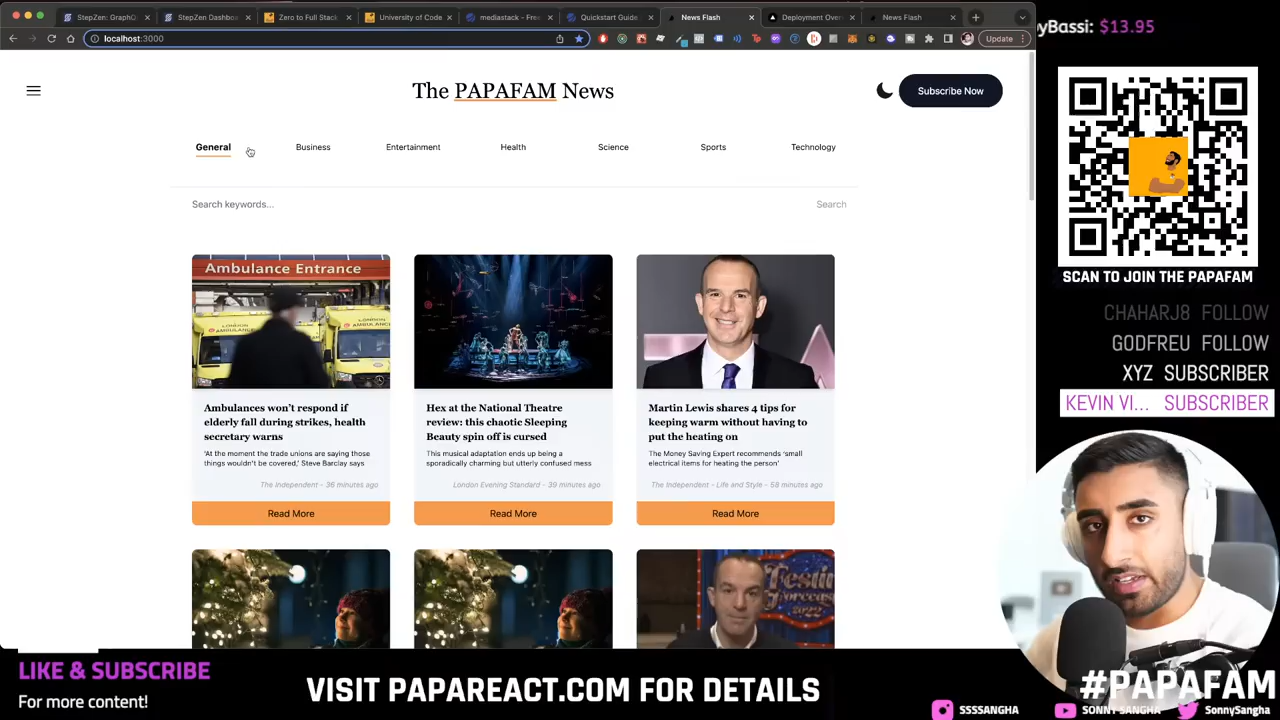 StepZen: GraphQ
StepZen Dashboa
Zero to Full Stack
University of Code
mediastack - Free
Quickstart Guide
News Flash
Deployment Over
News Flash
localhost:3000
Update
The PAPAFAM News
Subscribe Now
General
Business
Entertainment
Health
Science
Sports
Technology
Search keywords...
Search
Ambulance Entrance
Ambulances won't respond if
elderly fall during strikes, health
secretary warns
'At the moment the trade unions are saying those
things wouldn't be covered,' Steve Barclay says
The Independent - 36 minutes ago
Read More
Hex at the National Theatre
review: this chaotic Sleeping
Beauty spin off is cursed
This musical adaptation ends up being a
sporadically charming but utterly confused mess
London Evening Standard - 39 minutes ago
Read More
Martin Lewis shares 4 tips for
keeping warm without having to
put the heating on
The Money Saving Expert recommends 'small
electrical items for heating the person'
The Independent - Life and Style - 58 minutes ago
Read More
yBassi: $13.95
SCAN TO JOIN THE PAPAFAM
CHAHARJ8 FOLLOW
GODFREU FOLLOW
XYZ SUBSCRIBER
KEVIN VI... SUBSCRIBER
LIKE & SUBSCRIBE
For more content!
VISIT PAPAREACT.COM FOR DETAILS
#PAPAFAM
SSSSANGHA
SONNY SANGHA
SonnySangha